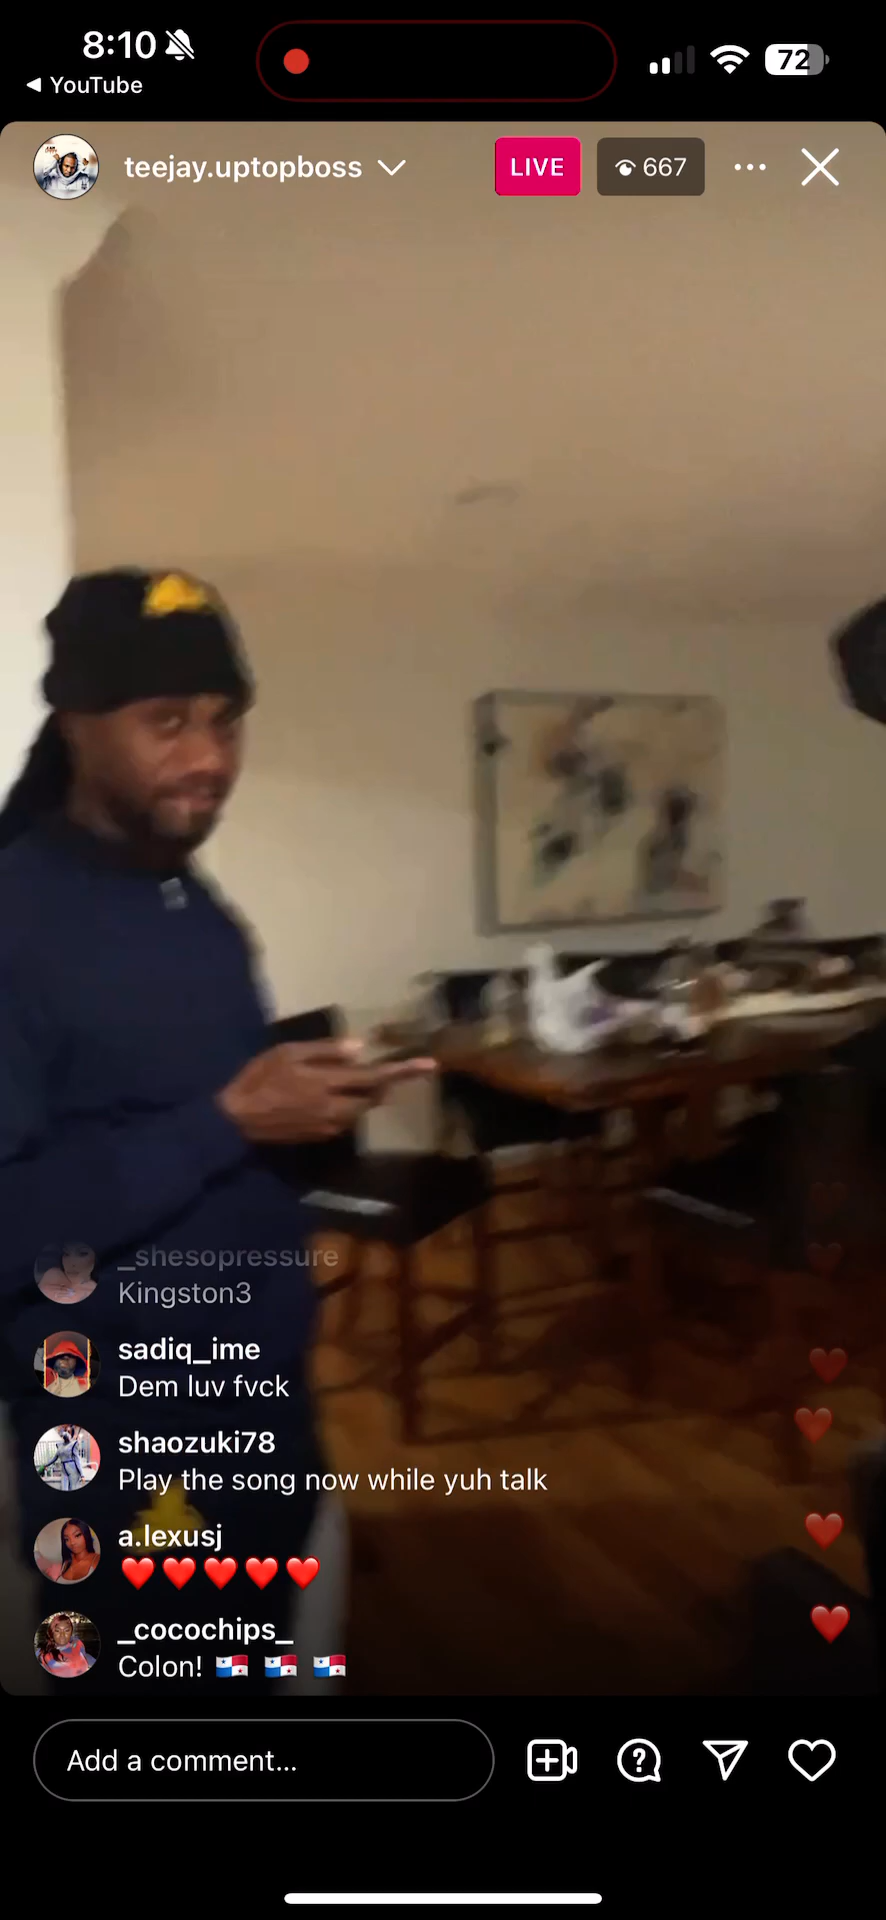 8:10
72
YouTube
teejay.uptopboss
LIVE
667
_shesopressure
Kingston3
sadiq_ime
Dem luv fvck
shaozuki78
Play the song now while yuh talk
a.lexusj
❤️❤️❤️❤️❤️
_cocochips_
Colon! 🇵🇦 🇵🇦 🇵🇦
Add a comment...